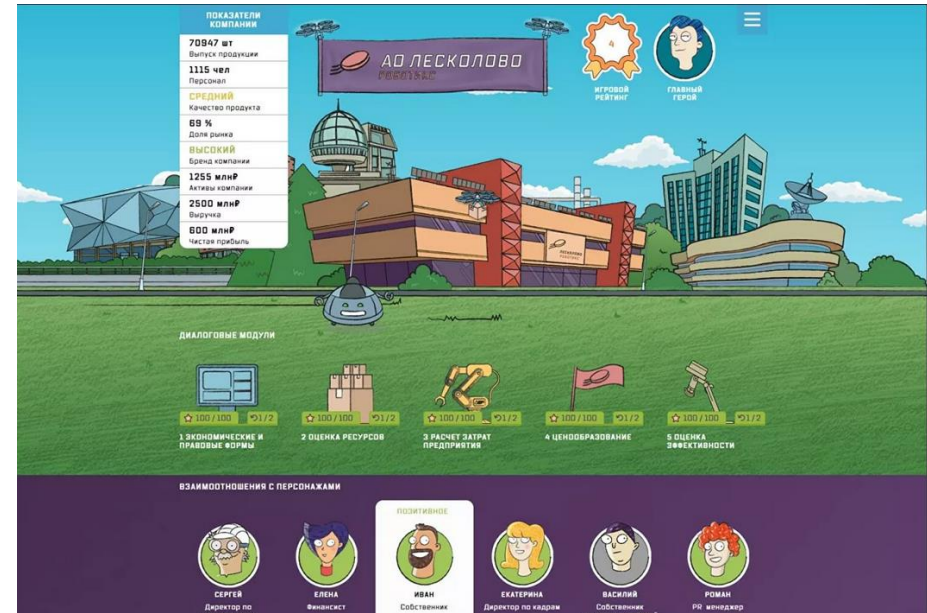 ПОКАЗАТЕЛИ
КОМПАНИИ
70947 шт
Выпуск продукции
1115 чел
Персонал
СРЕДНИЙ
Качество продукта
69 %
Доля рынка
ВЫСОКИЙ
Бренд компании
1255 млн₽
Активы компании
2500 млн₽
Выручка
600 млн₽
Чистая прибыль
АО ЛЕСКОЛОВО
РОБОТИКС
4
ИГРОВОЙ
РЕЙТИНГ
ГЛАВНЫЙ
ГЕРОЙ
ЛЕСКОЛОВО
РОБОТИКС
ДИАЛОГОВЫЕ МОДУЛИ
100/100 1/2
100/100 1/2
100/100 1/2
100/100 1/2
100/100 1/2
1 ЭКОНОМИЧЕСКИЕ И
ПРАВОВЫЕ ФОРМЫ
2 ОЦЕНКА РЕСУРСОВ
3 РАСЧЕТ ЗАТРАТ
ПРЕДПРИЯТИЯ
4 ЦЕНООБРАЗОВАНИЕ
5 ОЦЕНКА
ЭФФЕКТИВНОСТИ
ВЗАИМООТНОШЕНИЯ С ПЕРСОНАЖАМИ
ПОЗИТИВНОЕ
СЕРГЕЙ
Директор по
ЕЛЕНА
Финансист
ИВАН
Собственник
ЕКАТЕРИНА
Директор по кадрам
ВАСИЛИЙ
Собственник
РОМАН
PR менеджер